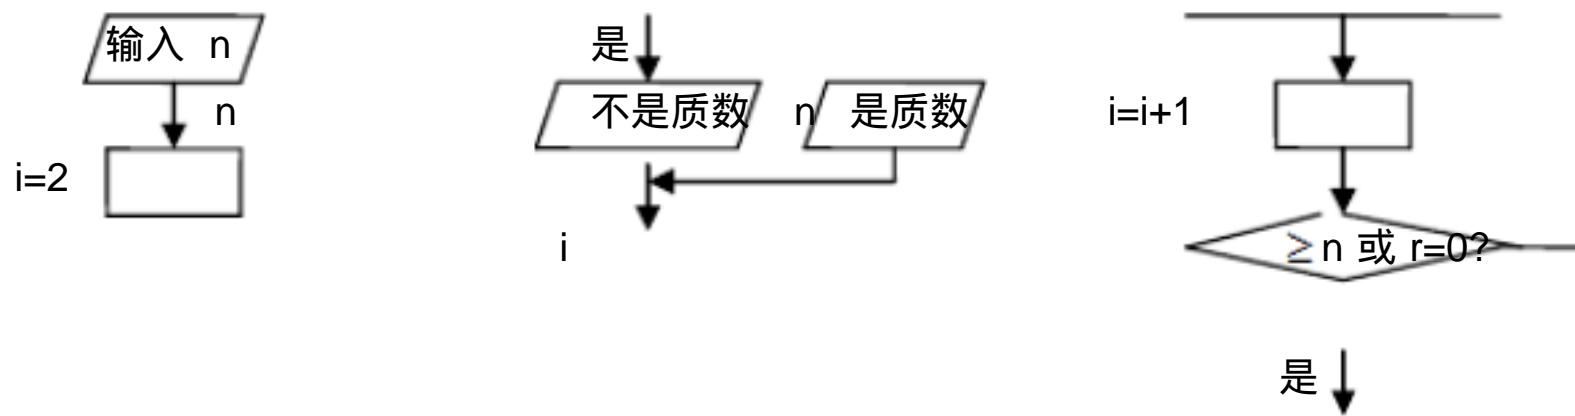 输入 n
n
i=2
是
不是质数 n 是质数
i
i=i+1
≥n 或 r=0?
是